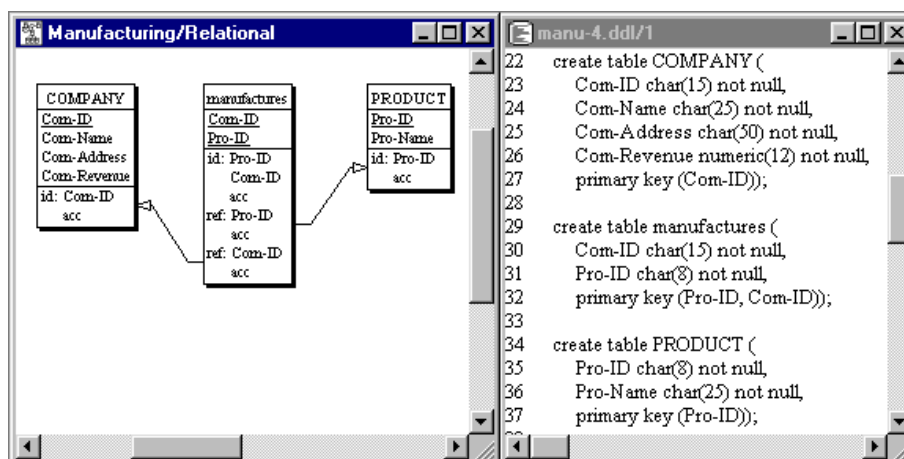 Manufacturing/Relational
COMPANY
Com-ID
Com-Name
Com-Address
Com-Revenue
id: Com-ID
acc
manufactures
Com-ID
Pro-ID
id: Pro-ID
Com-ID
acc
ref: Pro-ID
acc
ref: Com-ID
acc
PRODUCT
Pro-ID
Pro-Name
id: Pro-ID
acc
manu-4.ddl/1
22 create table COMPANY (
23 Com-ID char(15) not null,
24 Com-Name char(25) not null,
25 Com-Address char(50) not null,
26 Com-Revenue numeric(12) not null,
27 primary key (Com-ID));
28
29 create table manufactures (
30 Com-ID char(15) not null,
31 Pro-ID char(8) not null,
32 primary key (Pro-ID, Com-ID));
33
34 create table PRODUCT (
35 Pro-ID char(8) not null,
36 Pro-Name char(25) not null,
37 primary key (Pro-ID));